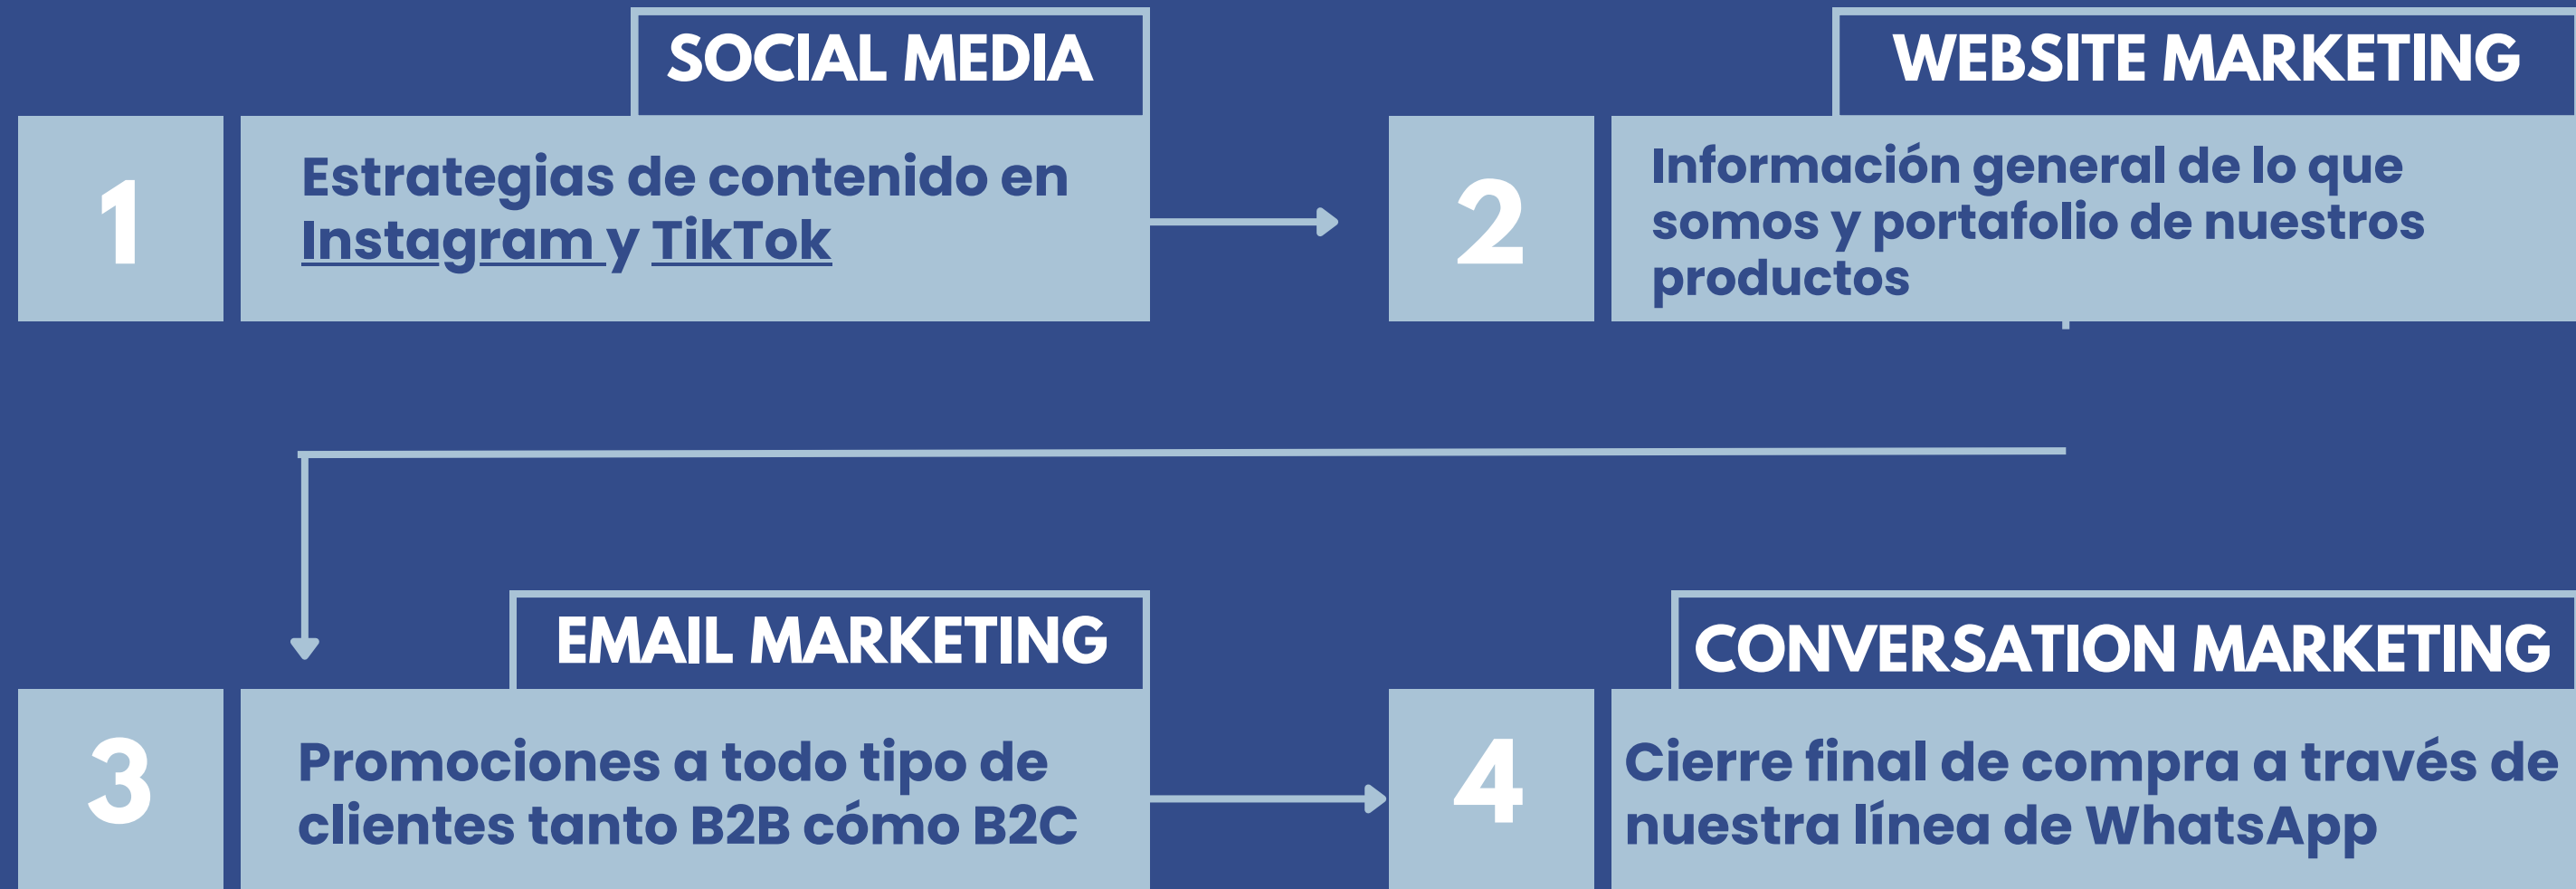 SOCIAL MEDIA
1
Estrategias de contenido en
Instagram y TikTok
WEBSITE MARKETING
2
Información general de lo que
somos y portafolio de nuestros
productos
EMAIL MARKETING
3
Promociones a todo tipo de
clientes tanto B2B cómo B2C
CONVERSATION MARKETING
4
Cierre final de compra a través de
nuestra línea de WhatsApp